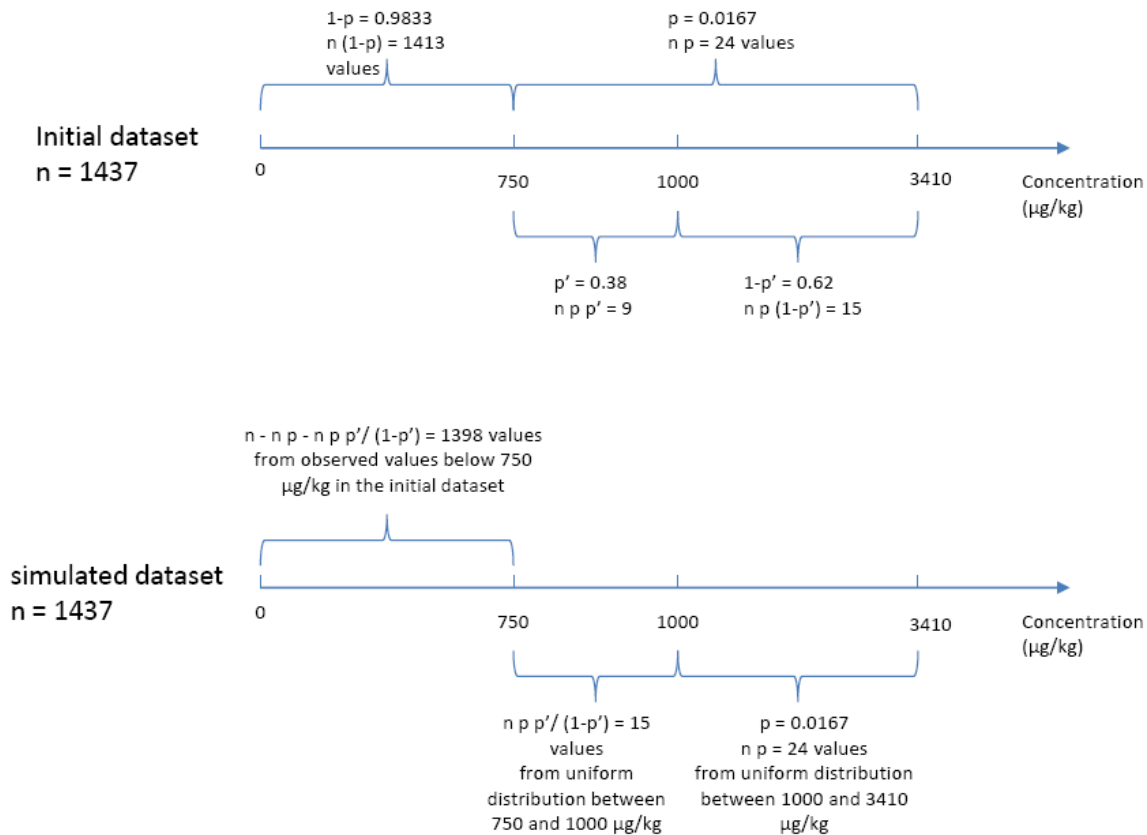 1-p = 0.9833
n (1-p) = 1413
values
p = 0.0167
n p = 24 values
Initial dataset
n = 1437
0
750
1000
3410
Concentration
(µg/kg)
p’ = 0.38
n p p’ = 9
1-p’ = 0.62
n p (1-p’) = 15
n - n p - n p p’/ (1-p’) = 1398 values
from observed values below 750
µg/kg in the initial dataset
simulated dataset
n = 1437
0
750
1000
3410
Concentration
(µg/kg)
n p p’/ (1-p’) = 15
values
from uniform
distribution between
750 and 1000 µg/kg
p = 0.0167
n p = 24 values
from uniform distribution
between 1000 and 3410
µg/kg